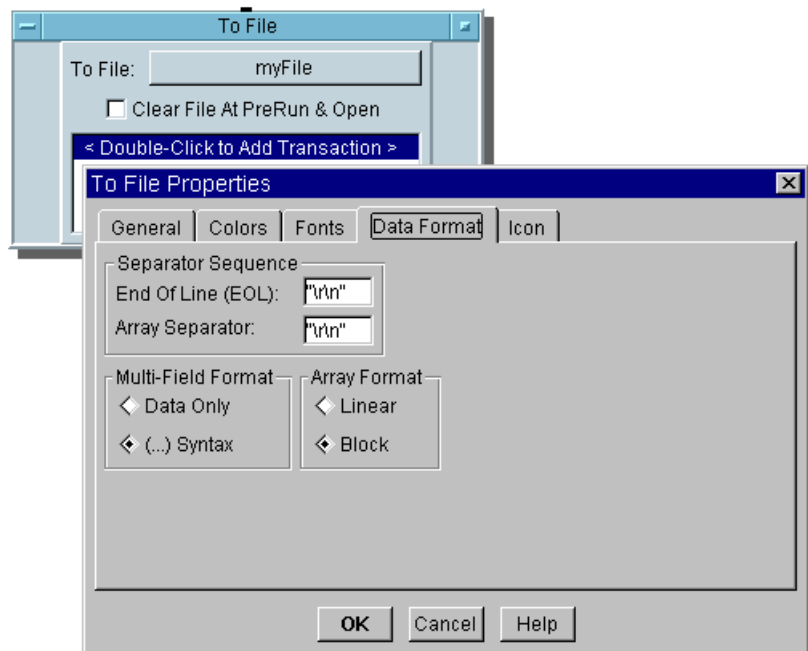 To File
To File: myFile
Clear File At PreRun & Open
< Double-Click to Add Transaction >
To File Properties
General Colors Fonts Data Format Icon
Separator Sequence
End Of Line (EOL): "\r\n"
Array Separator: "\r\n"
Multi-Field Format Array Format
Data Only Linear
(...) Syntax Block
OK Cancel Help